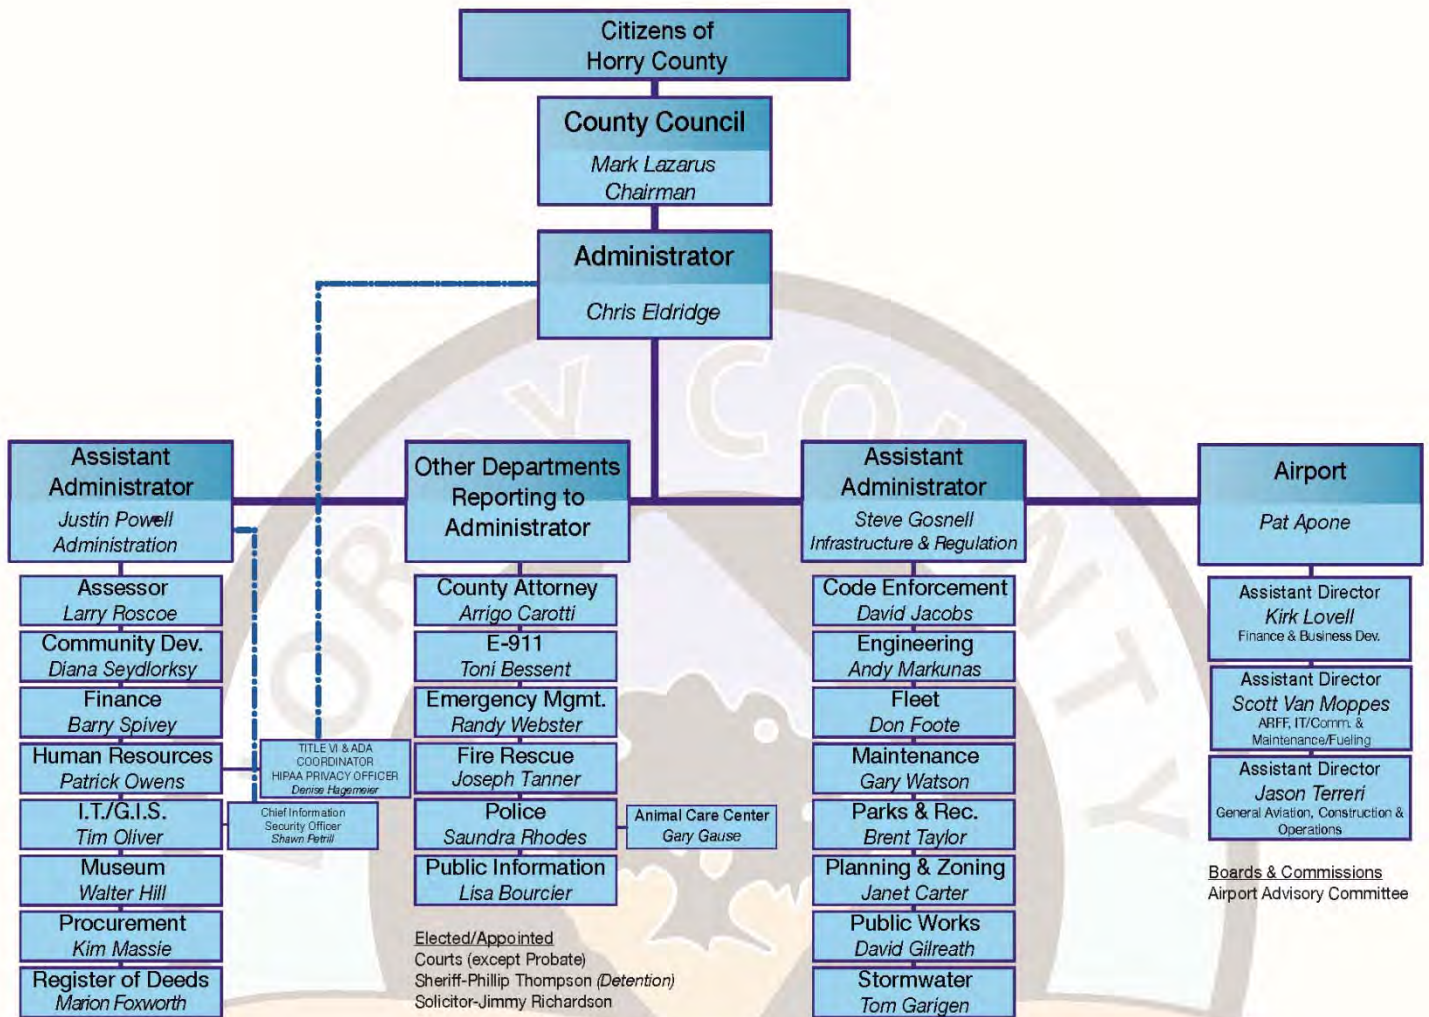 Citizens of
Horry County
County Council
Mark Lazarus
Chairman
Administrator
Chris Eldridge
Assistant
Administrator
Justin Powell
Administration
Assessor
Larry Roscoe
Community Dev.
Diana Seydlorksy
Finance
Barry Spivey
Human Resources
Patrick Owens
TITLE VI & ADA
COORDINATOR
HIPAA PRIVACY OFFICER
Denise Hagemeier
I.T./G.I.S.
Tim Oliver
Chief Information
Security Officer
Shawn Petrill
Museum
Walter Hill
Procurement
Kim Massie
Register of Deeds
Marion Foxworth
Other Departments
Reporting to
Administrator
County Attorney
Arrigo Carotti
E-911
Toni Bessent
Emergency Mgmt.
Randy Webster
Fire Rescue
Joseph Tanner
Police
Saundra Rhodes
Animal Care Center
Gary Gause
Public Information
Lisa Bourcier
Elected/Appointed
Courts (except Probate)
Sheriff-Phillip Thompson (Detention)
Solicitor-Jimmy Richardson
Assistant
Administrator
Steve Gosnell
Infrastructure & Regulation
Code Enforcement
David Jacobs
Engineering
Andy Markunas
Fleet
Don Foote
Maintenance
Gary Watson
Parks & Rec.
Brent Taylor
Planning & Zoning
Janet Carter
Public Works
David Gilreath
Stormwater
Tom Garigen
Airport
Pat Apone
Assistant Director
Kirk Lovell
Finance & Business Dev.
Assistant Director
Scott Van Moppes
ARFF, IT/Comm. &
Maintenance/Fueling
Assistant Director
Jason Terreri
General Aviation, Construction &
Operations
Boards & Commissions
Airport Advisory Committee
HORRY COUNTY